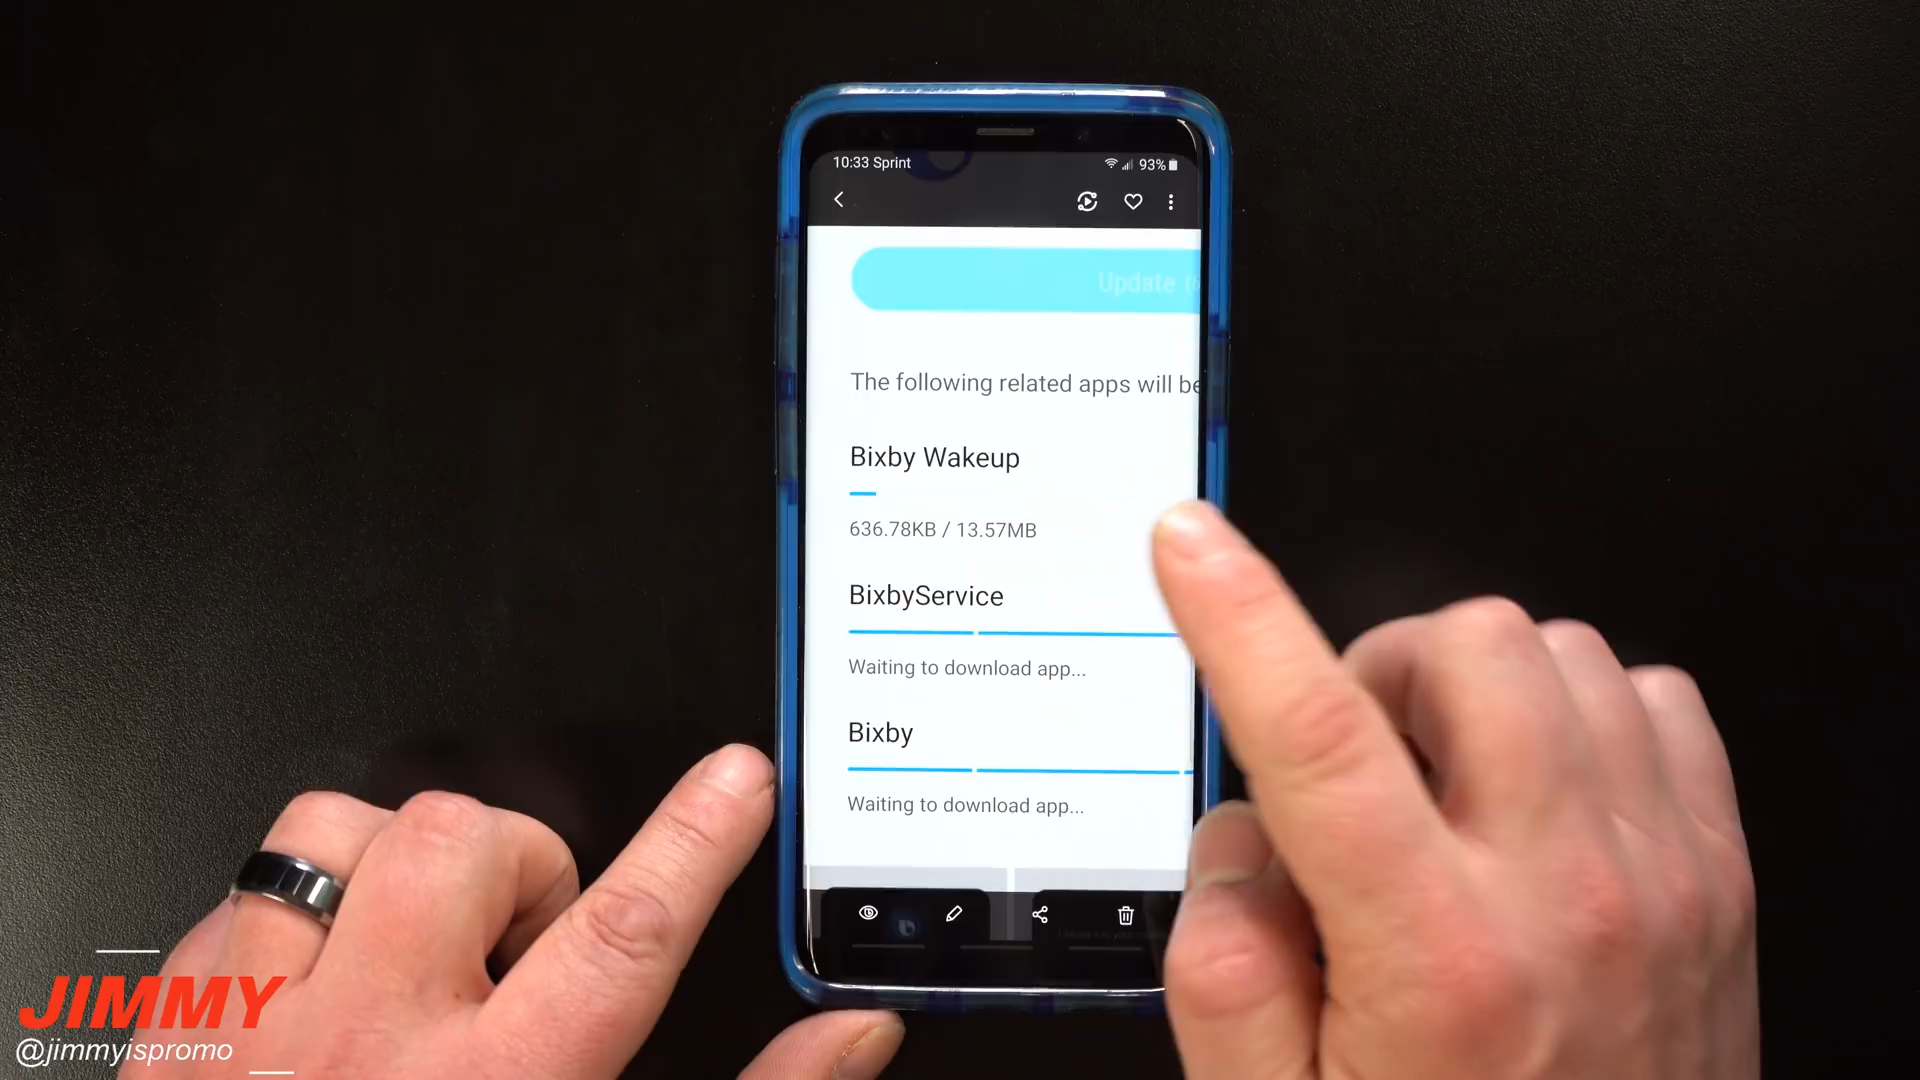 10:33 Sprint
93%
Update
The following related apps will be
Bixby Wakeup
636.78KB / 13.57MB
BixbyService
Waiting to download app...
Bixby
Waiting to download app...
JIMMY
@jimmyispromo